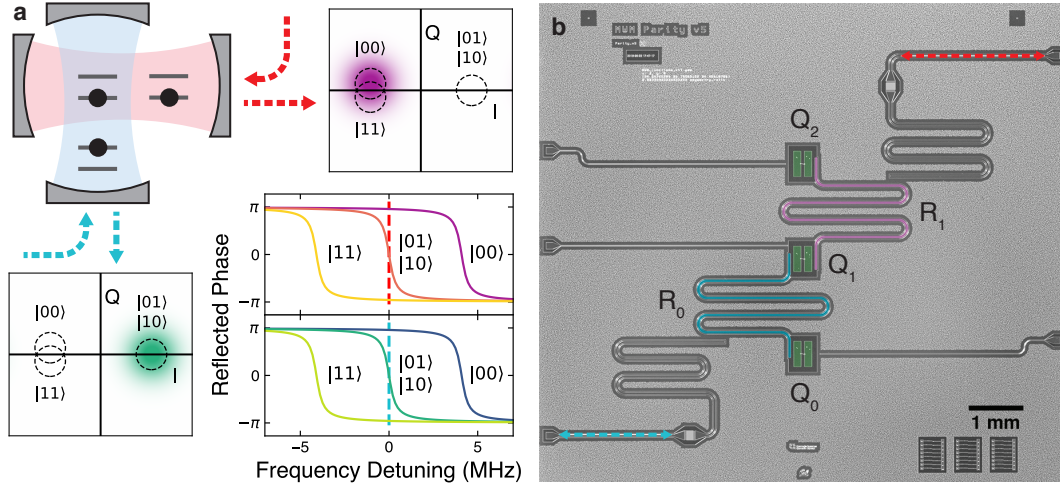 a
Q
|00⟩
|01⟩
|10⟩
|11⟩
I
Q
|00⟩
|01⟩
|10⟩
|11⟩
I
Reflected Phase
π
0
−π
|11⟩
|01⟩
|10⟩
|00⟩
π
0
−π
|11⟩
|01⟩
|10⟩
|00⟩
−5
0
5
Frequency Detuning (MHz)
b
MWM Parity v5
Q₂
R₁
Q₁
R₀
Q₀
1 mm